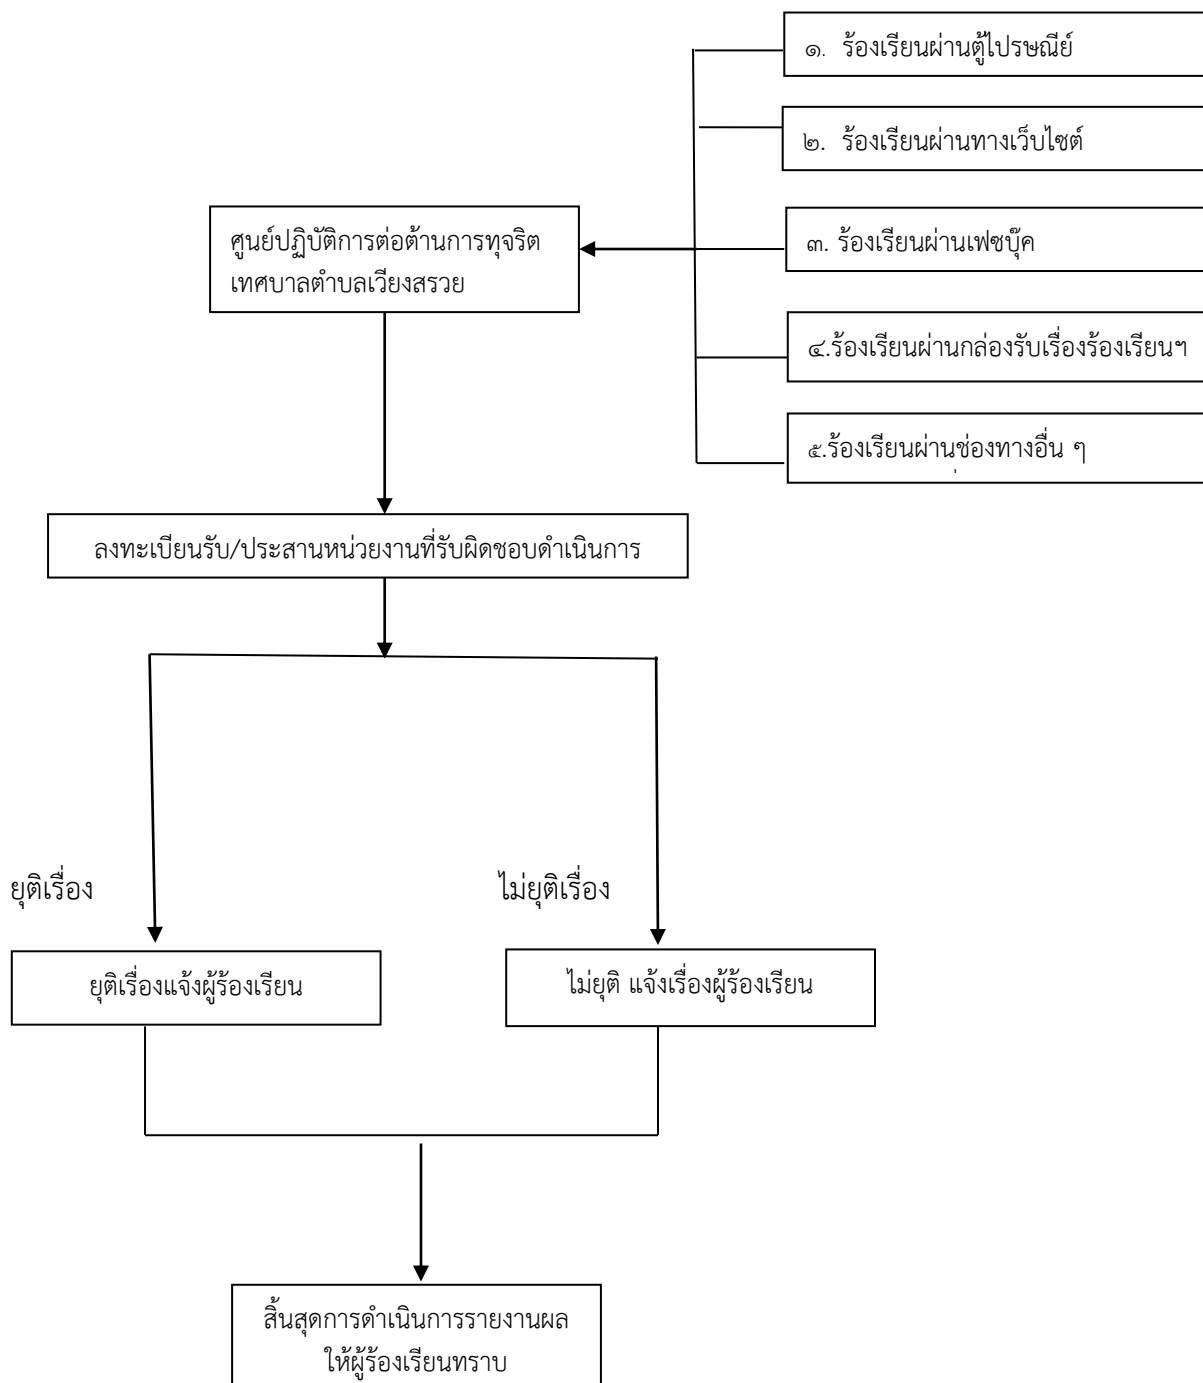 ๑. ร้องเรียนผ่านตู้ไปรษณีย์
๒. ร้องเรียนผ่านทางเว็บไซต์
๓. ร้องเรียนผ่านเฟซบุ๊ค
๔.ร้องเรียนผ่านกล่องรับเรื่องร้องเรียนฯ
๕.ร้องเรียนผ่านช่องทางอื่น ๆ
ศูนย์ปฏิบัติการต่อต้านการทุจริต
เทศบาลตำบลเวียงสรวย
ลงทะเบียนรับ/ประสานหน่วยงานที่รับผิดชอบดำเนินการ
ยุติเรื่อง
ไม่ยุติเรื่อง
ยุติเรื่องแจ้งผู้ร้องเรียน
ไม่ยุติ แจ้งเรื่องผู้ร้องเรียน
สิ้นสุดการดำเนินการรายงานผล
ให้ผู้ร้องเรียนทราบ